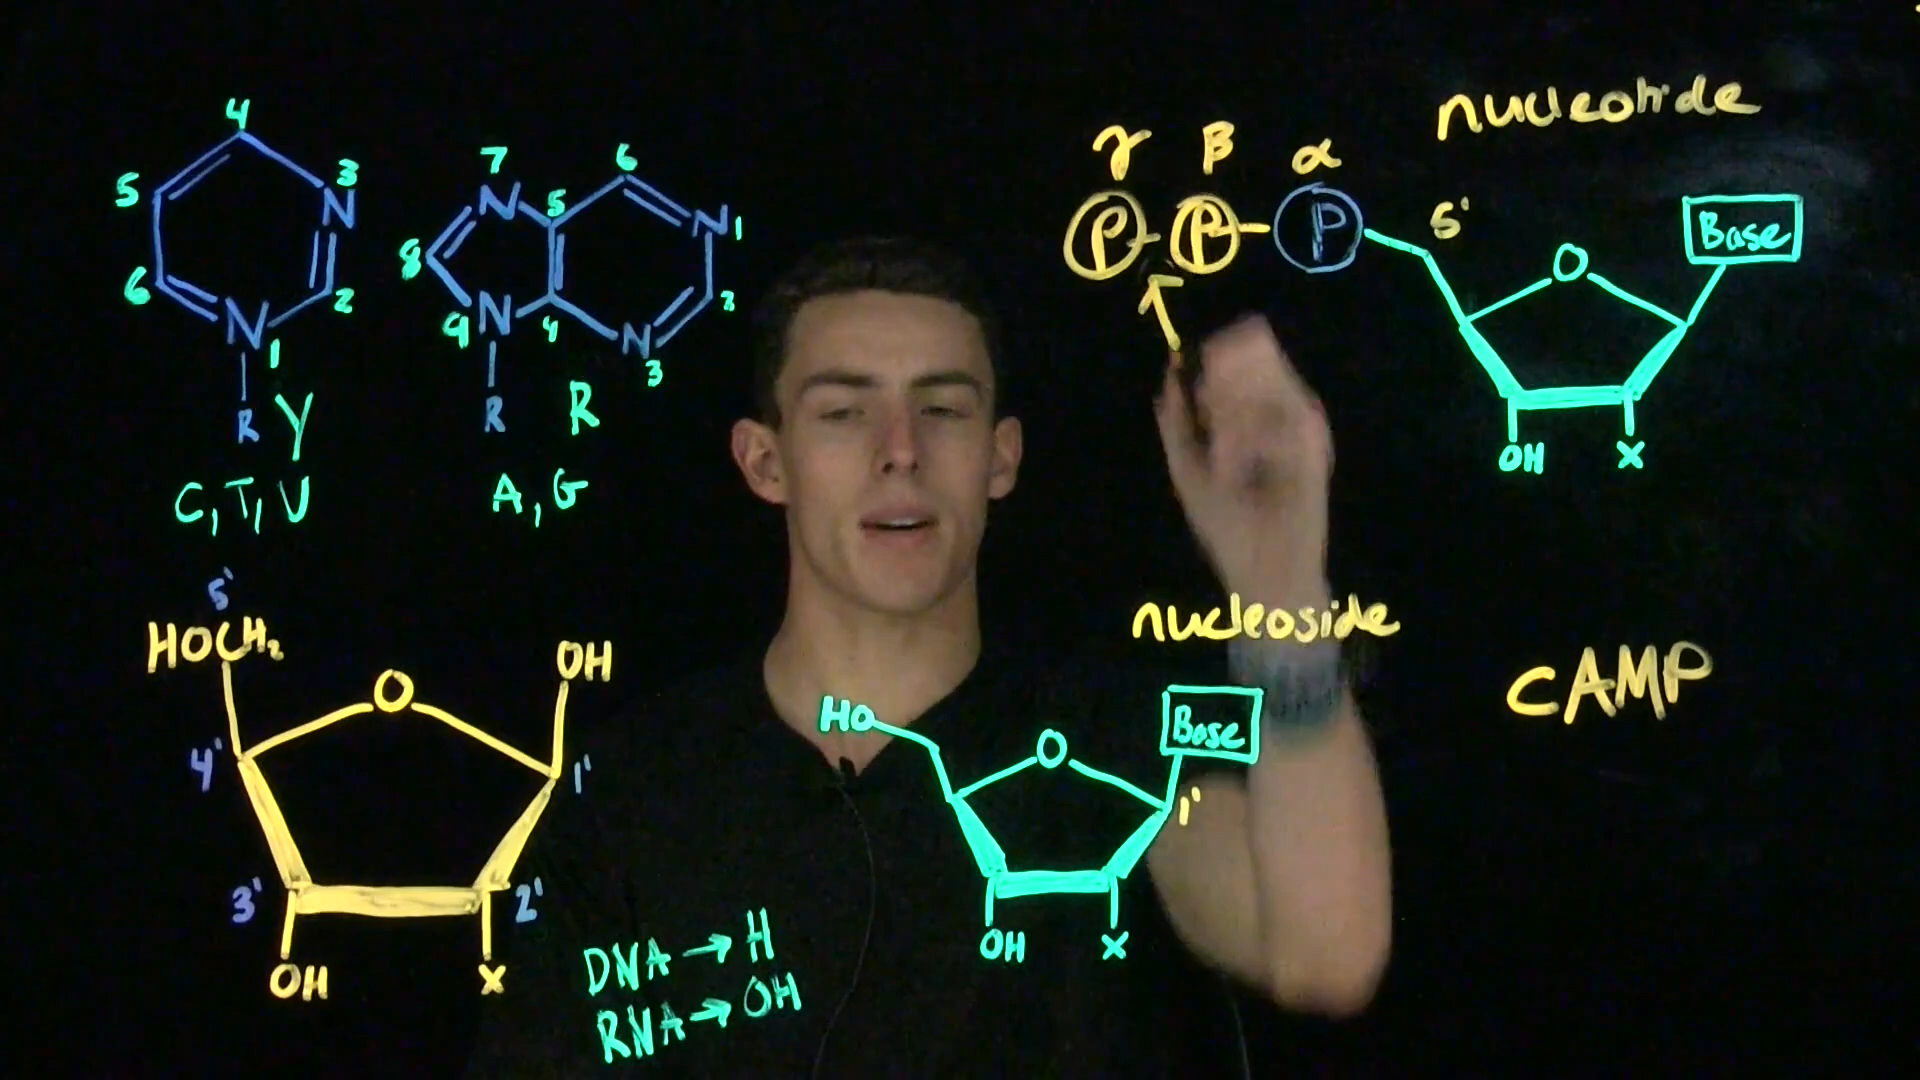 4
5
3
N
6
2
N
1
R
Y
C, T, U
7
6
N
5
N
1
8
9
N
4
2
N
3
R
R
A, G
nucleotide
γ β α
P P P
5'
O
Base
OH X
5'
HOCH₂
OH
O
4'
1'
3'
2'
OH
X
DNA → H
RNA → OH
nucleoside
HO
O
Base
1'
OH X
cAMP